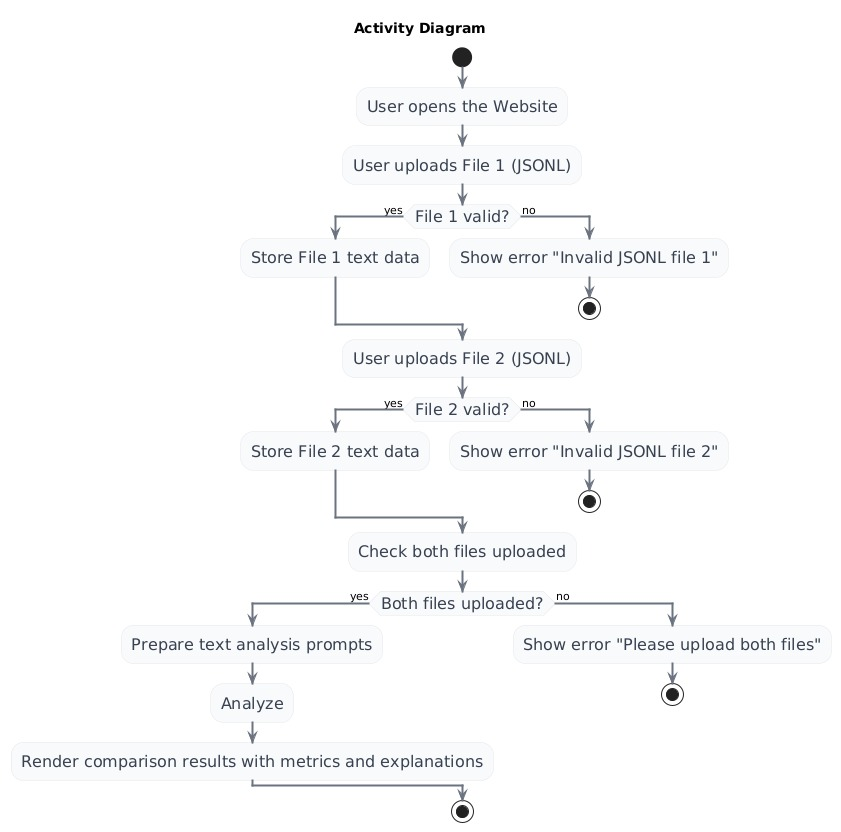 Activity Diagram
User opens the Website
User uploads File 1 (JSONL)
yes
File 1 valid?
no
Store File 1 text data
Show error "Invalid JSONL file 1"
User uploads File 2 (JSONL)
yes
File 2 valid?
no
Store File 2 text data
Show error "Invalid JSONL file 2"
Check both files uploaded
yes
Both files uploaded?
no
Prepare text analysis prompts
Show error "Please upload both files"
Analyze
Render comparison results with metrics and explanations